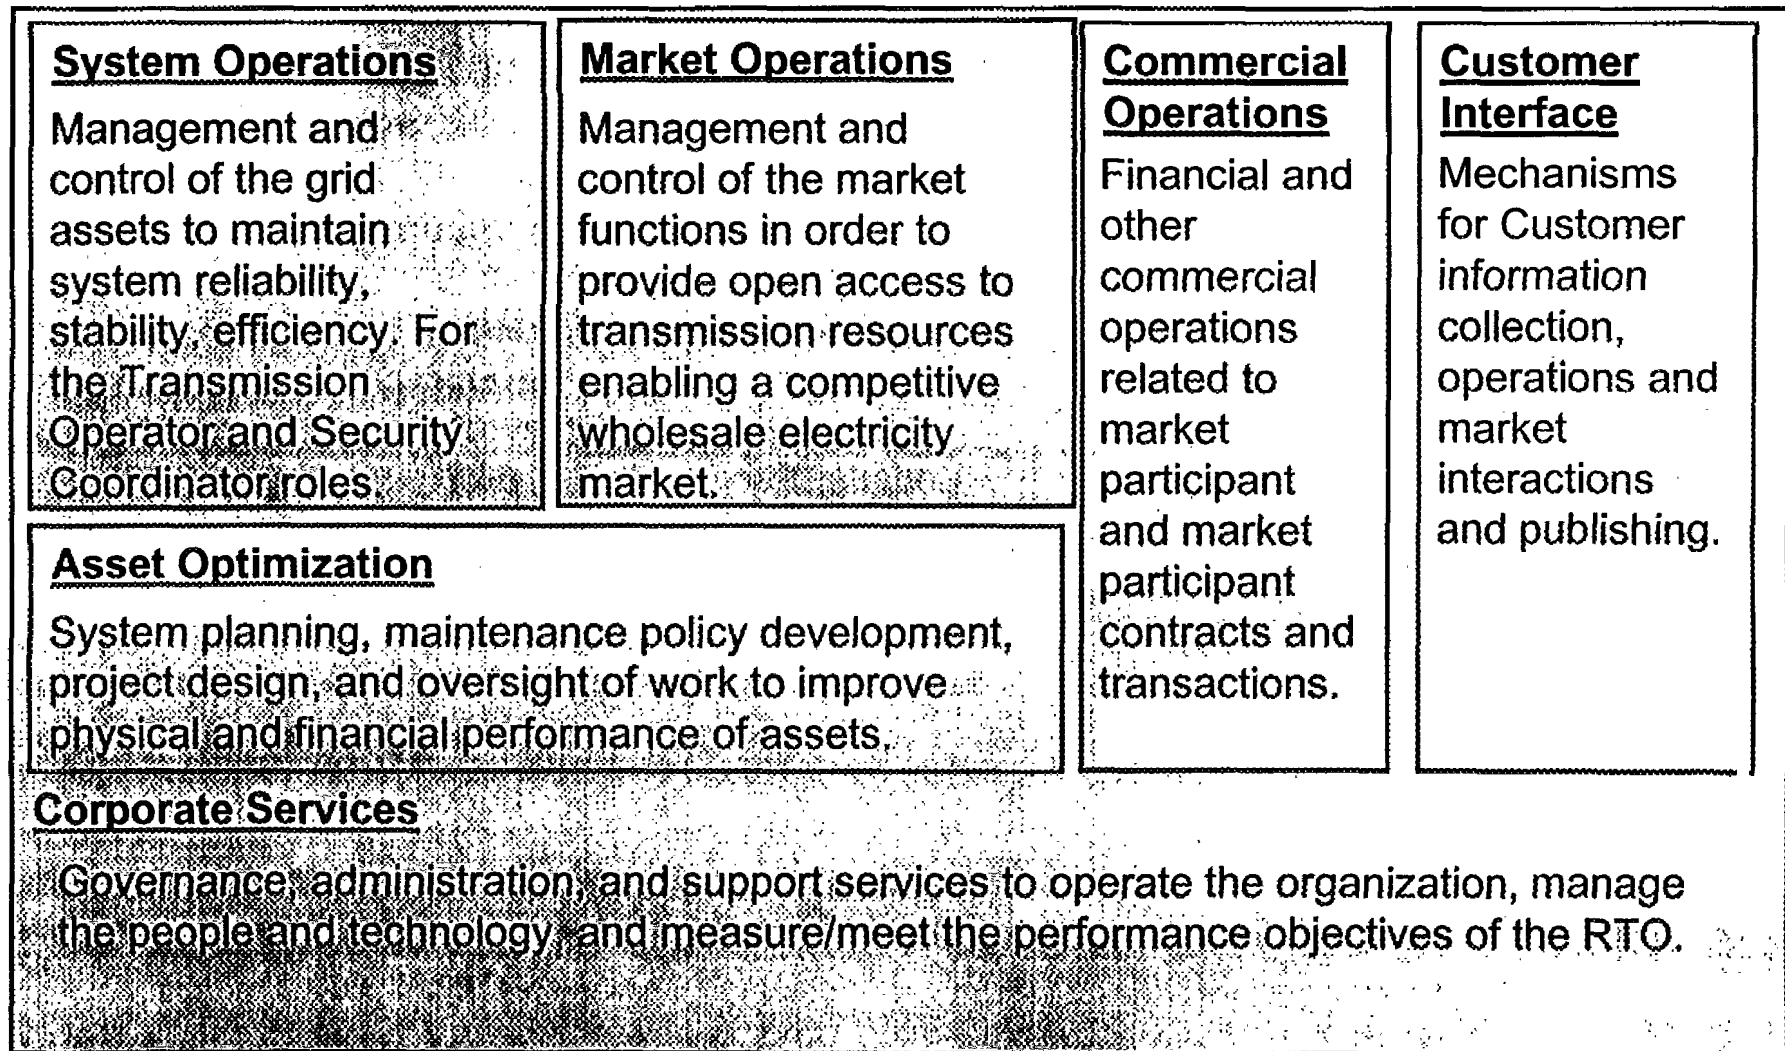 System Operations
Management and
control of the grid
assets to maintain
system reliability,
stability, efficiency. For
the Transmission
Operator and Security
Coordinator roles.
Market Operations
Management and
control of the market
functions in order to
provide open access to
transmission resources
enabling a competitive
wholesale electricity
market.
Commercial
Operations
Financial and
other
commercial
operations
related to
market
participant
and market
participant
contracts and
transactions.
Customer
Interface
Mechanisms
for Customer
information
collection,
operations and
market
interactions
and publishing.
Asset Optimization
System planning, maintenance policy development,
project design, and oversight of work to improve
physical and financial performance of assets.
Corporate Services
Governance, administration, and support services to operate the organization, manage
the people and technology, and measure/meet the performance objectives of the RTO.